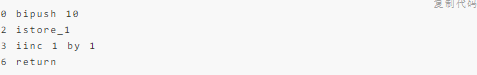 复制代码
0 bipush 10
2 istore_1
3 iinc 1 by 1
6 return